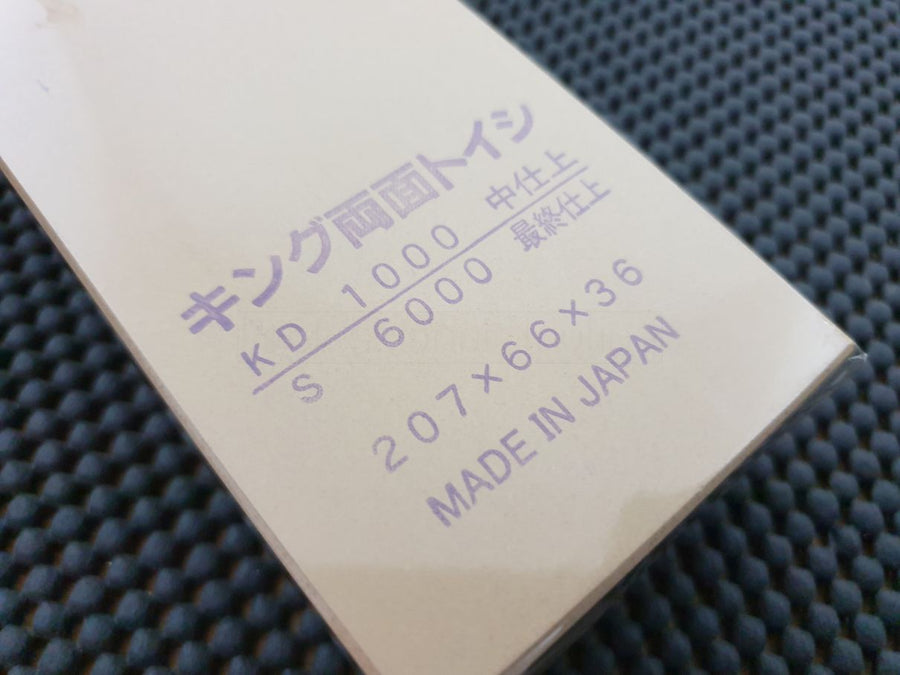 キング両面トイシ
KD 1000 中仕上
S 6000 最終仕上
207×66×36
MADE IN JAPAN